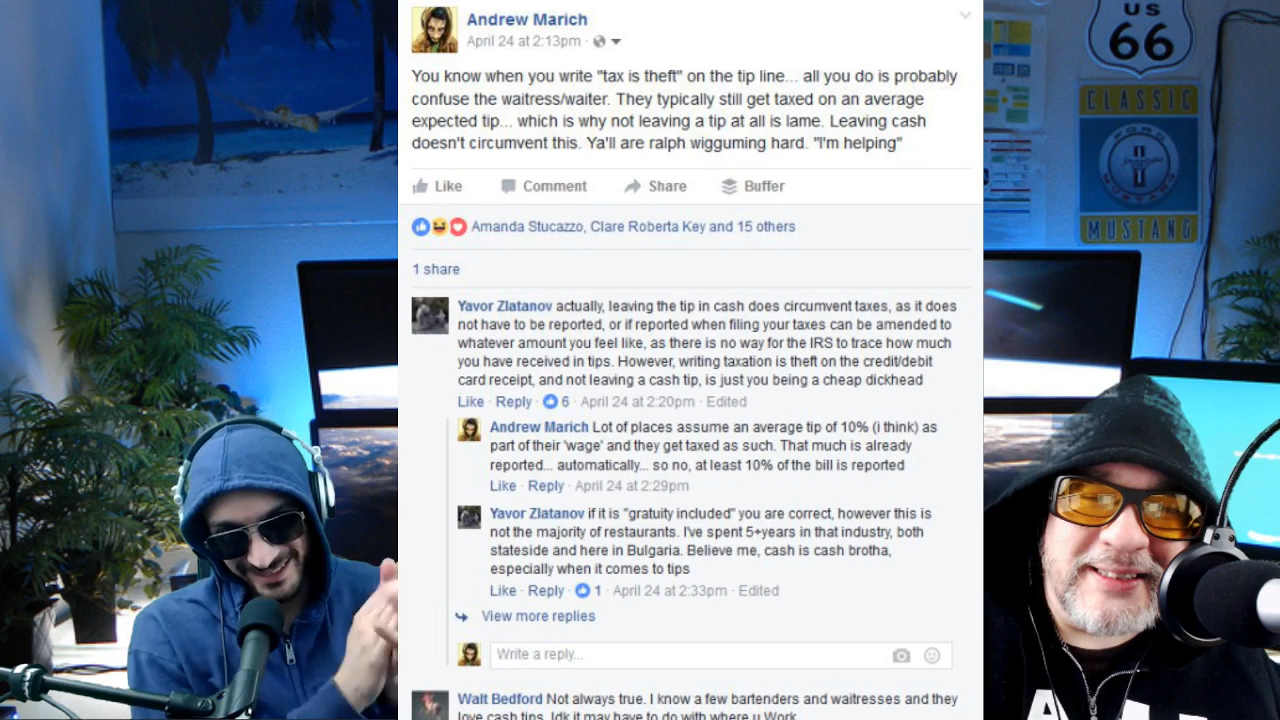 Andrew Marich
April 24 at 2:13pm ·
You know when you write "tax is theft" on the tip line... all you do is probably
confuse the waitress/waiter. They typically still get taxed on an average
expected tip... which is why not leaving a tip at all is lame. Leaving cash
doesn't circumvent this. Ya'll are ralph wigguming hard. "I'm helping"
Like Comment Share Buffer
Amanda Stucazzo, Clare Roberta Key and 15 others
1 share
Yavor Zlatanov actually, leaving the tip in cash does circumvent taxes, as it does
not have to be reported, or if reported when filing your taxes can be amended to
whatever amount you feel like, as there is no way for the IRS to trace how much
you have received in tips. However, writing taxation is theft on the credit/debit
card receipt, and not leaving a cash tip, is just you being a cheap dickhead
Like · Reply · 6 · April 24 at 2:20pm · Edited
Andrew Marich Lot of places assume an average tip of 10% (i think) as
part of their 'wage' and they get taxed as such. That much is already
reported... automatically... so no, at least 10% of the bill is reported
Like · Reply · April 24 at 2:29pm
Yavor Zlatanov if it is "gratuity included" you are correct, however this is
not the majority of restaurants. I've spent 5+years in that industry, both
stateside and here in Bulgaria. Believe me, cash is cash brotha,
especially when it comes to tips
Like · Reply · 1 · April 24 at 2:33pm · Edited
View more replies
Write a reply...
Walt Bedford Not always true. I know a few bartenders and waitresses and they
love cash tips. Idk it may have to do with where u Work
US
66
CLASSIC
FORD
MUSTANG